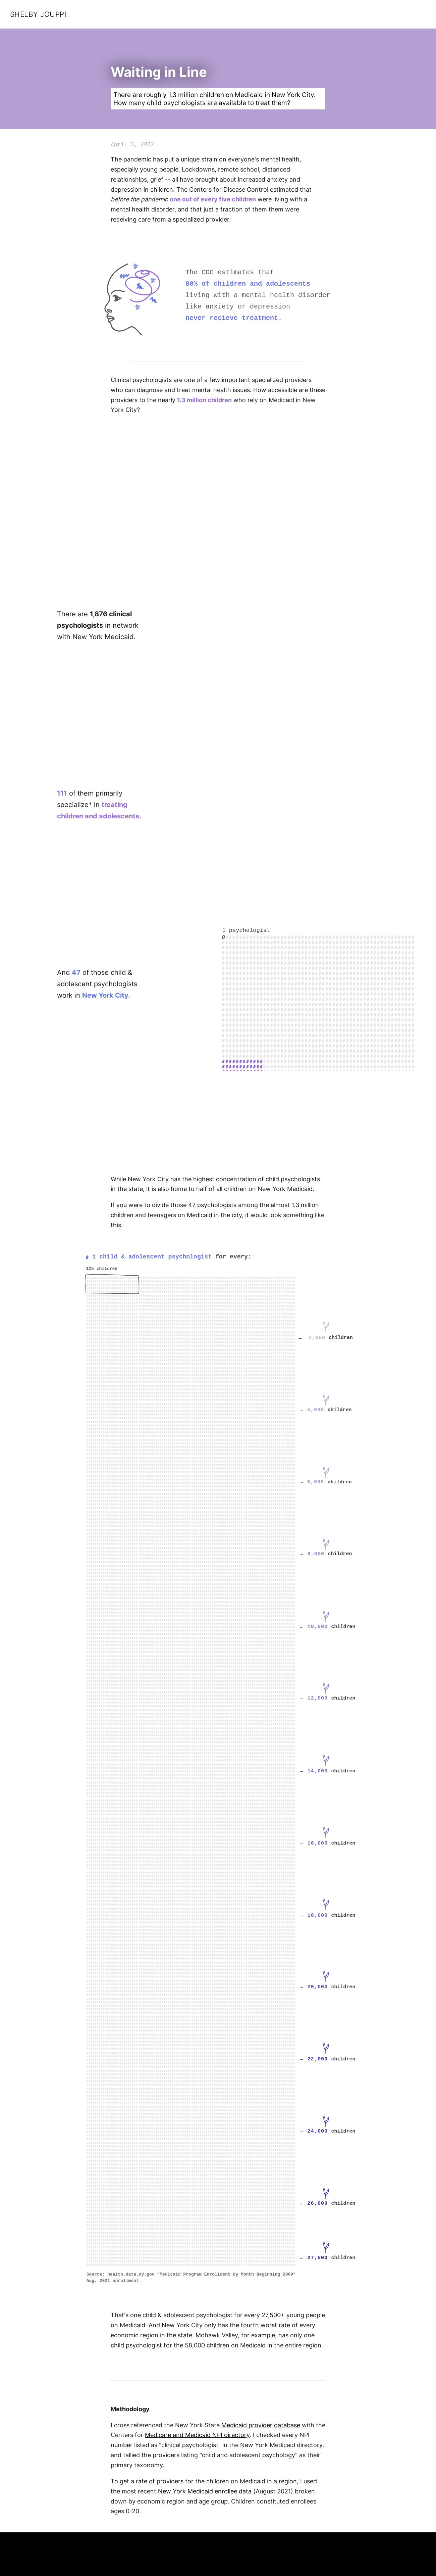 SHELBY JOUPPI
Waiting in Line
There are roughly 1.3 million children on Medicaid in New York City.
How many child psychologists are available to treat them?
April 3, 2022
The pandemic has put a unique strain on everyone's mental health,
especially young people. Lockdowns, remote school, distanced
relationships, grief -- all have brought about increased anxiety and
depression in children. The Centers for Disease Control estimated that
before the pandemic one out of every five children were living with a
mental health disorder, and that just a fraction of them them were
receving care from a specialized provider.
The CDC estimates that
80% of children and adolescents
living with a mental health disorder
like anxiety or depression
never recieve treatment.
Clinical psychologists are one of a few important specialized providers
who can diagnose and treat mental health issues. How accessible are these
providers to the nearly 1.3 million children who rely on Medicaid in New
York City?
There are 1,876 clinical
psychologists in network
with New York Medicaid.
111 of them primarily
specialize* in treating
children and adolescents.
1 psychologist
And 47 of those child &
adolescent psychologists
work in New York City.
While New York City has the highest concentration of child psychologists
in the state, it is also home to half of all children on New York Medicaid.
If you were to divide those 47 psychologists among the almost 1.3 million
children and teenagers on Medicaid in the city, it would look something like
this.
1 child & adolescent psychologist for every:
125 children
2,000 children
4,000 children
6,000 children
8,000 children
10,000 children
12,000 children
14,000 children
16,000 children
18,000 children
20,000 children
22,000 children
24,000 children
26,000 children
27,500 children
Source: health.data.ny.gov "Medicaid Program Enrollment by Month Beginning 2009"
Aug. 2021 enrollment
That's one child & adolescent psychologist for every 27,500+ young people
on Medicaid. And New York City only has the fourth worst rate of every
economic region in the state. Mohawk Valley, for example, has only one
child psychologist for the 58,000 children on Medicaid in the entire region.
Methodology
I cross referenced the New York State Medicaid provider database with the
Centers for Medicare and Medicaid NPI directory. I checked every NPI
number listed as "clinical psychologist" in the New York Medicaid directory,
and tallied the providers listing "child and adolescent psychology" as their
primary taxonomy.
To get a rate of providers for the children on Medicaid in a region, I used
the most recent New York Medicaid enrollee data (August 2021) broken
down by economic region and age group. Children constituted enrollees
ages 0-20.